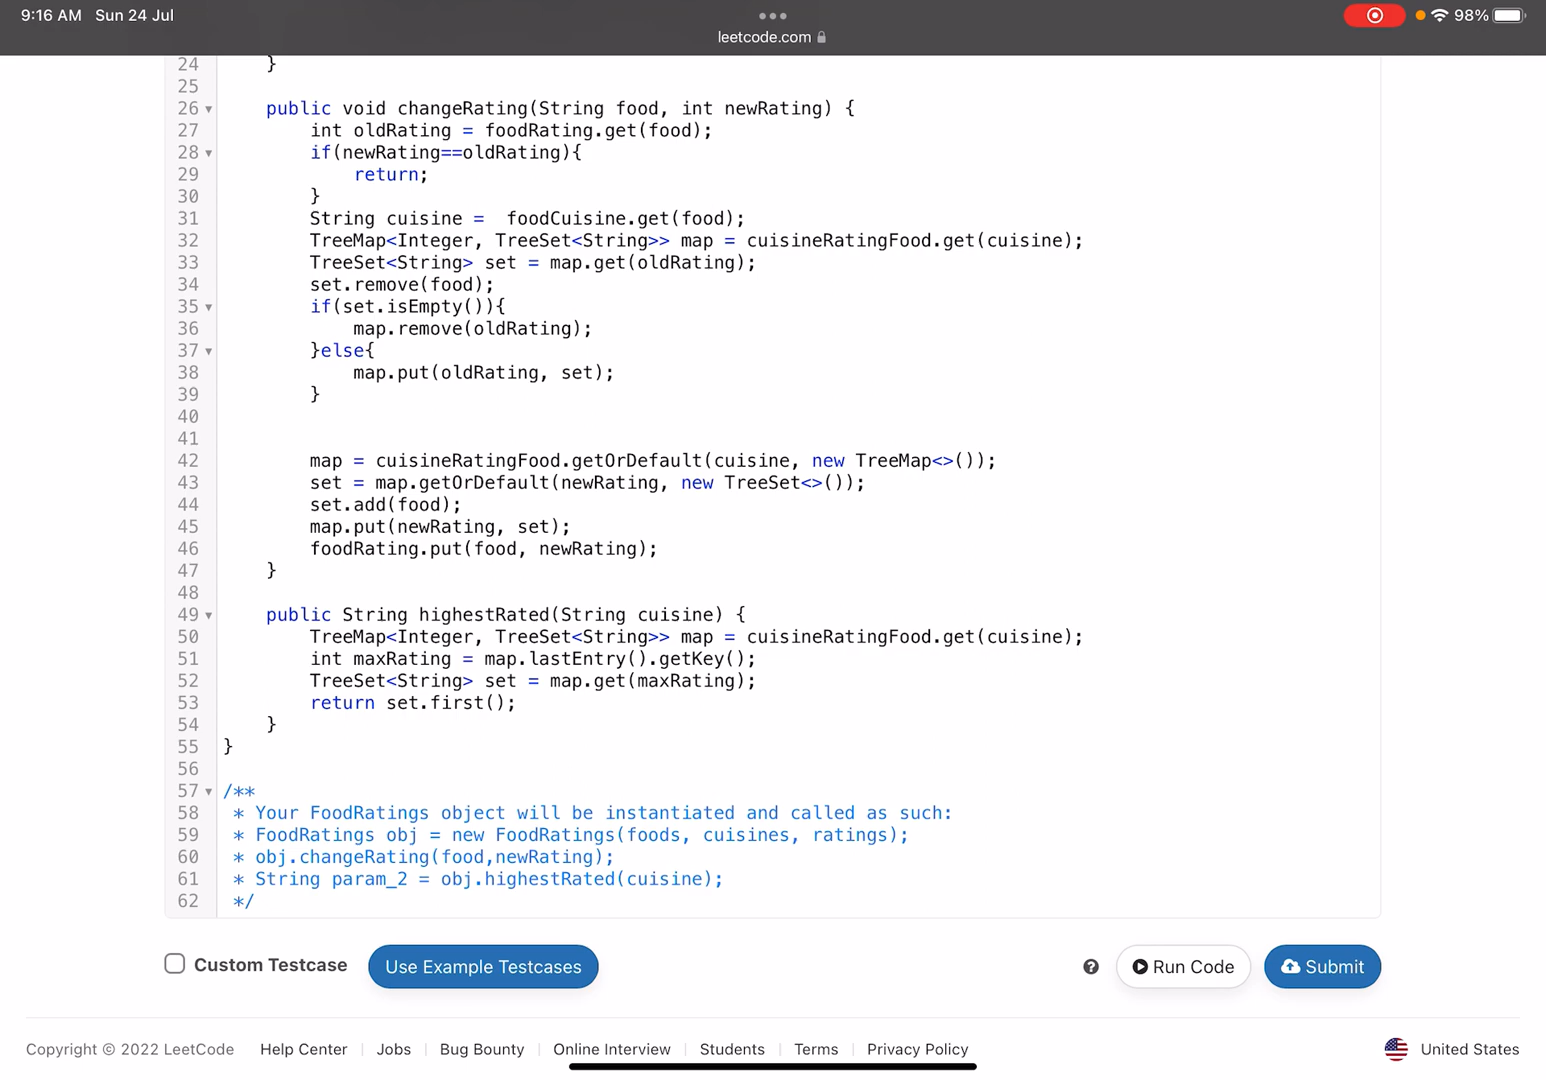 9:16 AM Sun 24 Jul
98%
leetcode.com
24 }
25
26 public void changeRating(String food, int newRating) {
27 int oldRating = foodRating.get(food);
28 if(newRating==oldRating){
29 return;
30 }
31 String cuisine =  foodCuisine.get(food);
32 TreeMap<Integer, TreeSet<String>> map = cuisineRatingFood.get(cuisine);
33 TreeSet<String> set = map.get(oldRating);
34 set.remove(food);
35 if(set.isEmpty()){
36 map.remove(oldRating);
37 }else{
38 map.put(oldRating, set);
39 }
40
41
42 map = cuisineRatingFood.getOrDefault(cuisine, new TreeMap<>());
43 set = map.getOrDefault(newRating, new TreeSet<>());
44 set.add(food);
45 map.put(newRating, set);
46 foodRating.put(food, newRating);
47 }
48
49 public String highestRated(String cuisine) {
50 TreeMap<Integer, TreeSet<String>> map = cuisineRatingFood.get(cuisine);
51 int maxRating = map.lastEntry().getKey();
52 TreeSet<String> set = map.get(maxRating);
53 return set.first();
54 }
55 }
56
57 /**
58 * Your FoodRatings object will be instantiated and called as such:
59 * FoodRatings obj = new FoodRatings(foods, cuisines, ratings);
60 * obj.changeRating(food,newRating);
61 * String param_2 = obj.highestRated(cuisine);
62 */
Custom Testcase Use Example Testcases ? Run Code Submit
Copyright © 2022 LeetCode Help Center | Jobs | Bug Bounty | Online Interview | Students | Terms | Privacy Policy United States